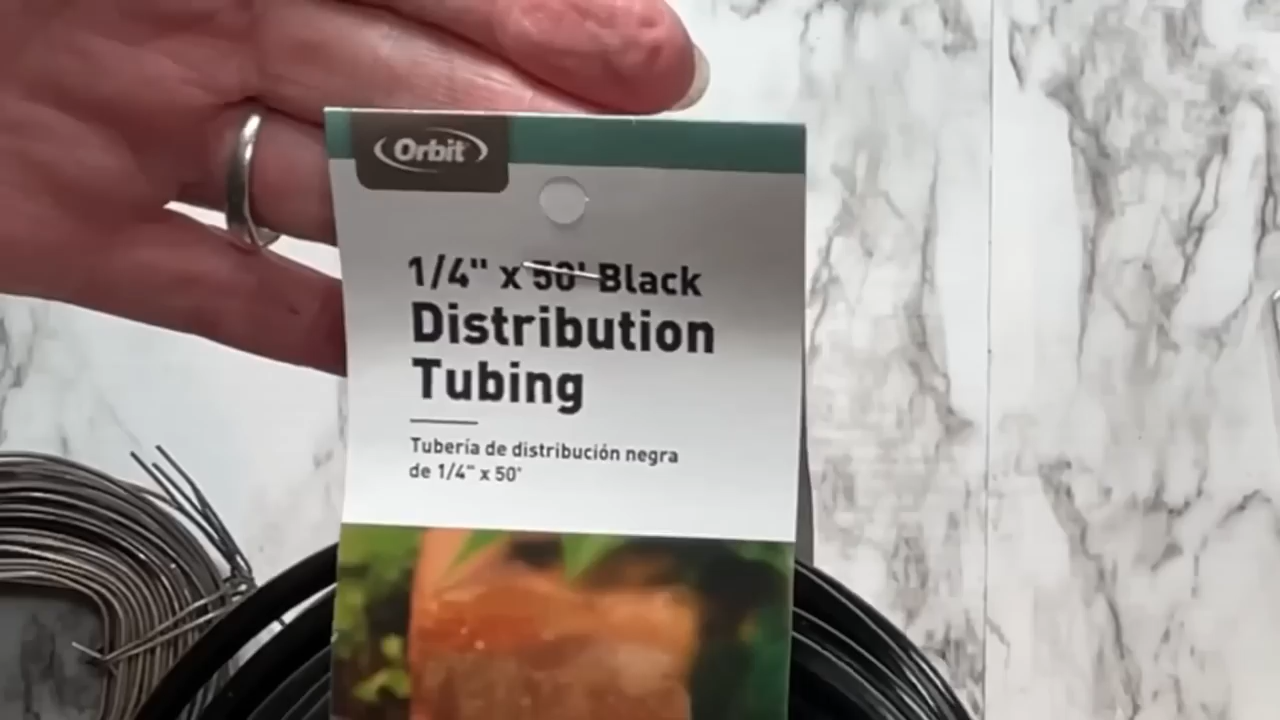 Orbit
1/4" x 50' Black
Distribution
Tubing
Tubería de distribución negra
de 1/4" x 50'